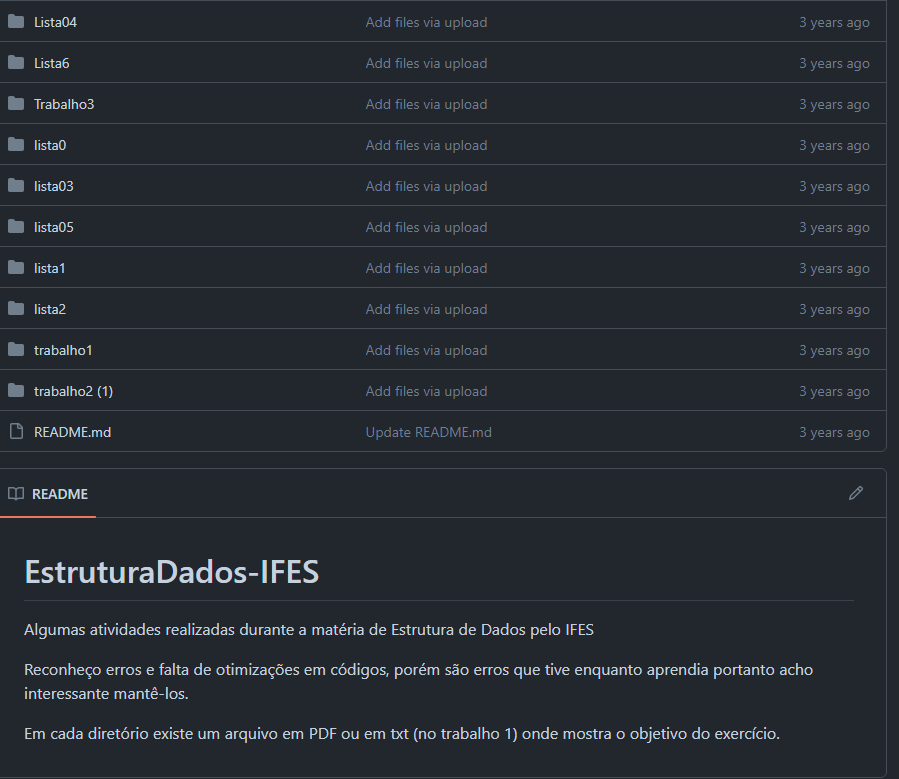 Lista04 Add files via upload 3 years ago
Lista6 Add files via upload 3 years ago
Trabalho3 Add files via upload 3 years ago
lista0 Add files via upload 3 years ago
lista03 Add files via upload 3 years ago
lista05 Add files via upload 3 years ago
lista1 Add files via upload 3 years ago
lista2 Add files via upload 3 years ago
trabalho1 Add files via upload 3 years ago
trabalho2 (1) Add files via upload 3 years ago
README.md Update README.md 3 years ago
README
EstruturaDados-IFES
Algumas atividades realizadas durante a matéria de Estrutura de Dados pelo IFES
Reconheço erros e falta de otimizações em códigos, porém são erros que tive enquanto aprendia portanto acho
interessante mantê-los.
Em cada diretório existe um arquivo em PDF ou em txt (no trabalho 1) onde mostra o objetivo do exercício.